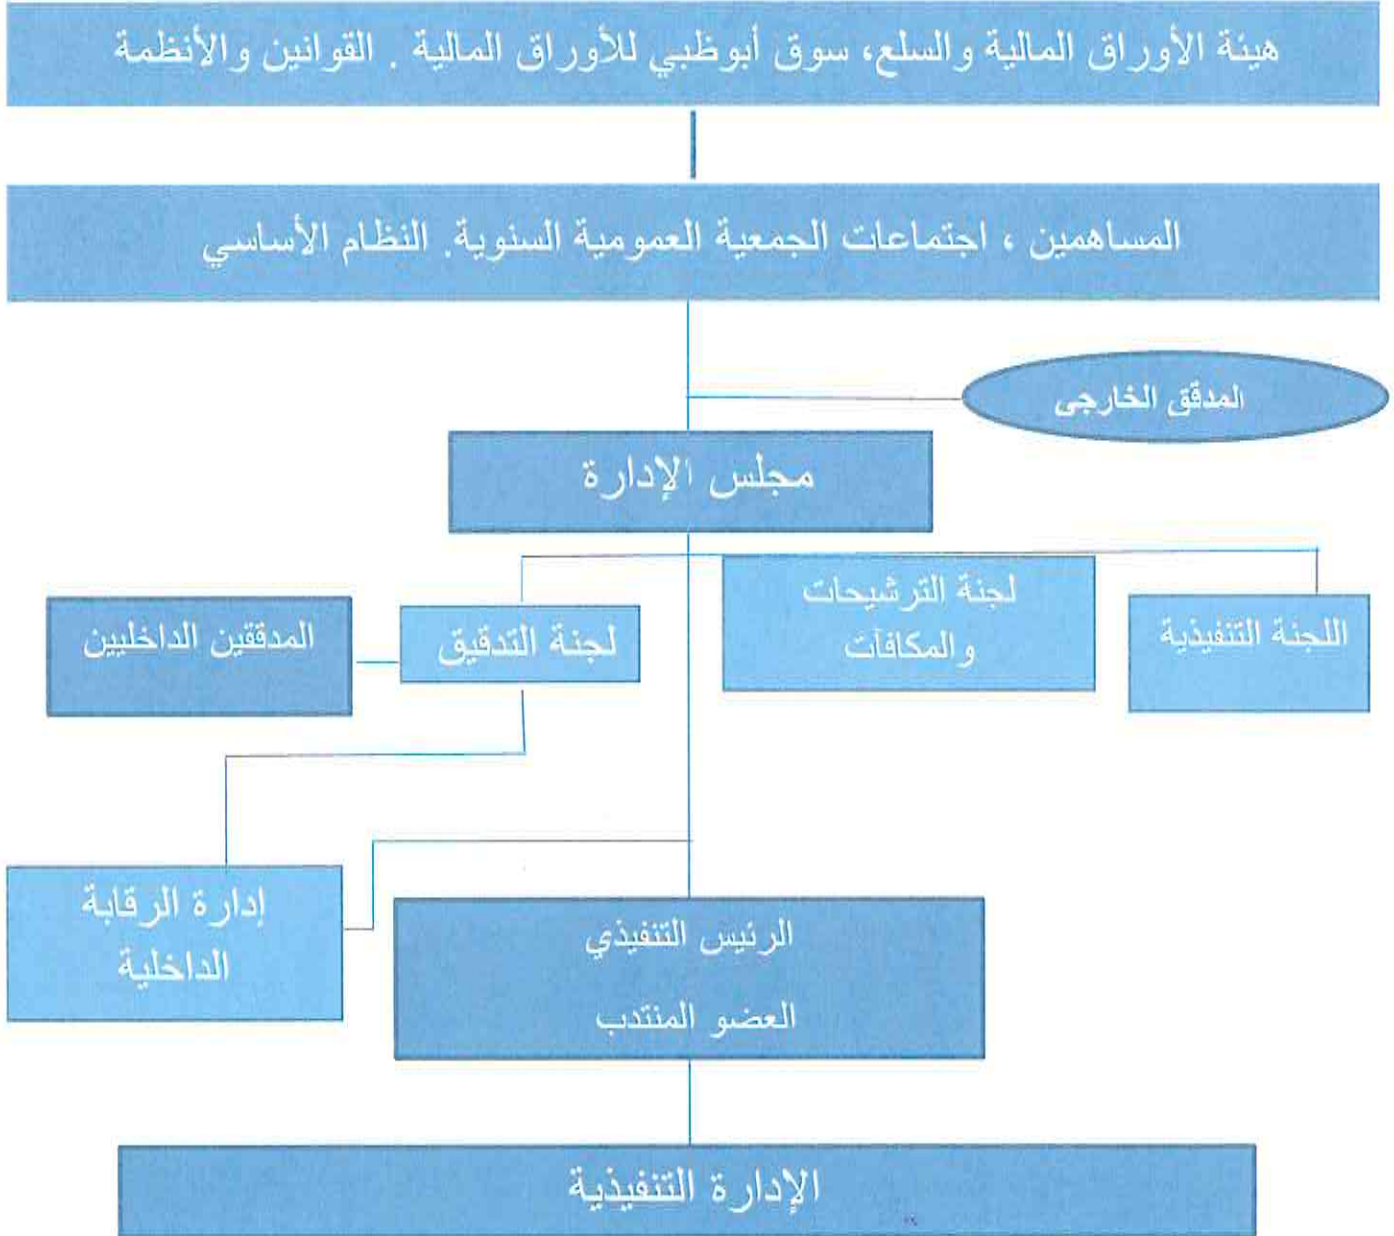 هيئة الأوراق المالية والسلع، سوق أبوظبي للأوراق المالية . القوانين والأنظمة
المساهمين ، اجتماعات الجمعية العمومية السنوية. النظام الأساسي
المدقق الخارجى
مجلس الإدارة
اللجنة التنفيذية
لجنة الترشيحات
والمكافآت
لجنة التدقيق
المدققين الداخليين
إدارة الرقابة
الداخلية
الرئيس التنفيذي
العضو المنتدب
الإدارة التنفيذية